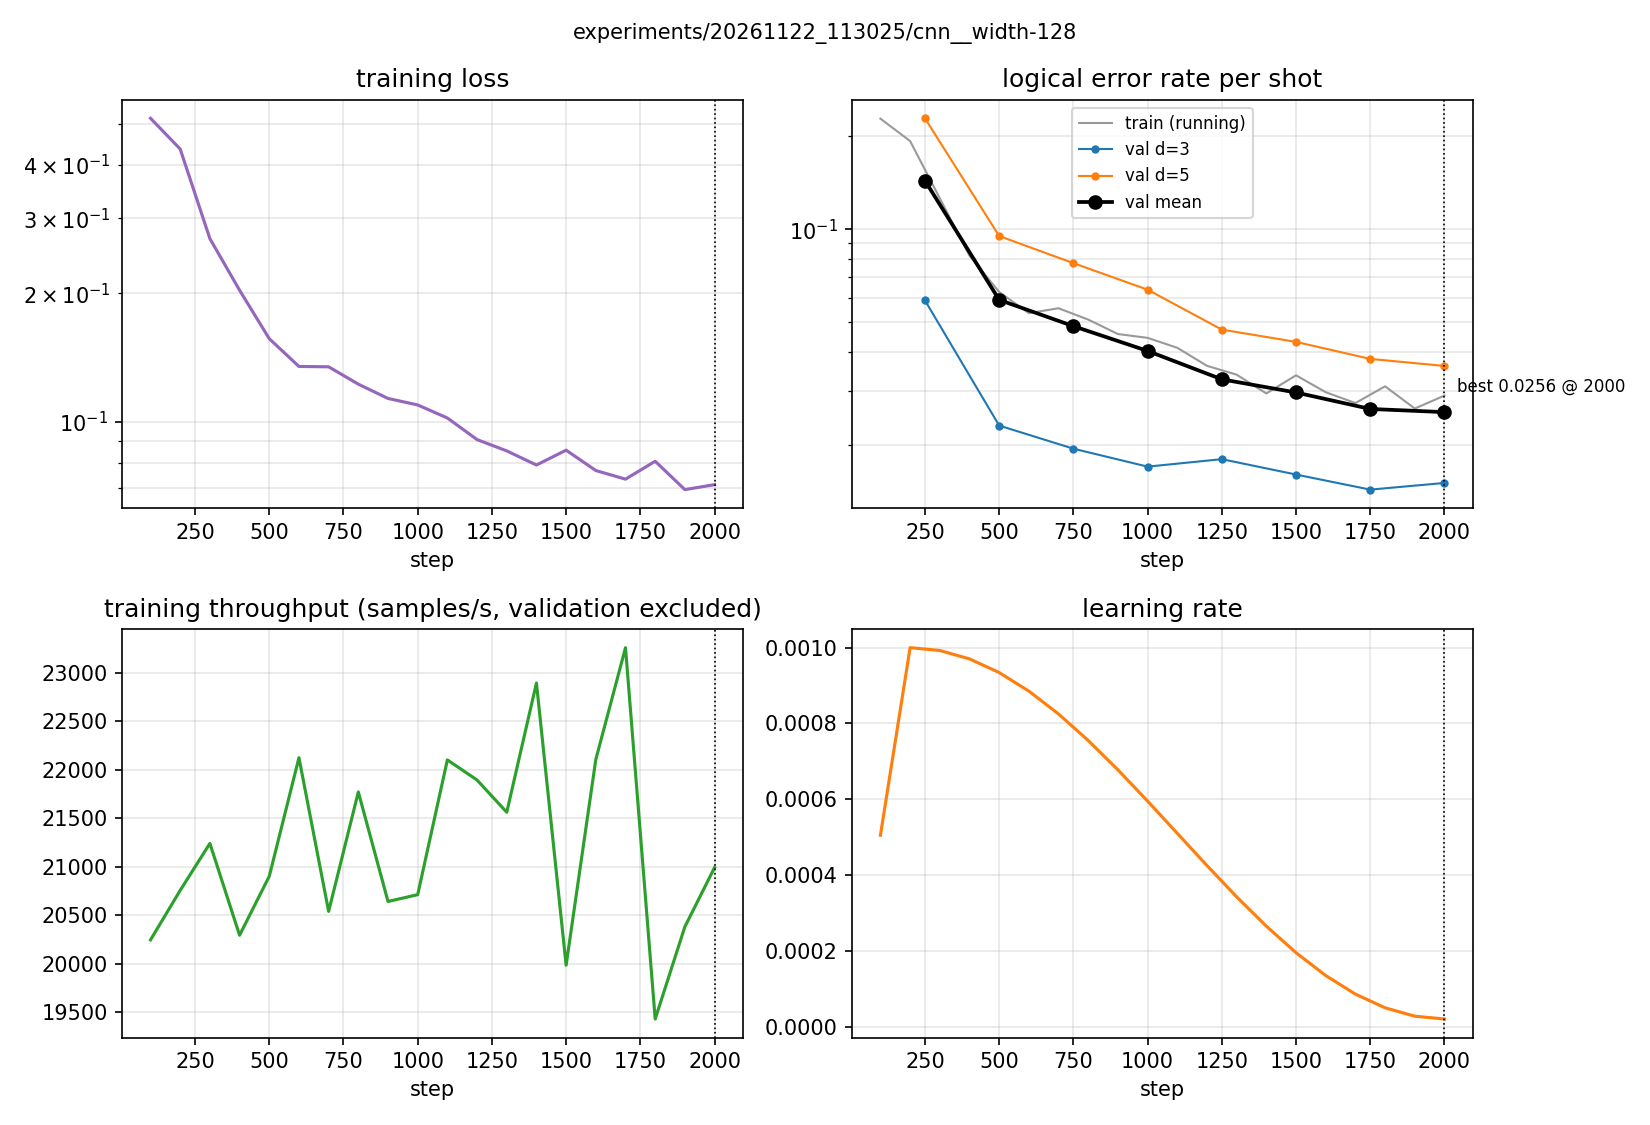 experiments/20261122_113025/cnn__width-128
training loss
4 × 10⁻¹
3 × 10⁻¹
2 × 10⁻¹
10⁻¹
250 500 750 1000 1250 1500 1750 2000
step
logical error rate per shot
train (running)
val d=3
val d=5
val mean
10⁻¹
best 0.0256 @ 2000
250 500 750 1000 1250 1500 1750 2000
step
training throughput (samples/s, validation excluded)
23000
22500
22000
21500
21000
20500
20000
19500
250 500 750 1000 1250 1500 1750 2000
step
learning rate
0.0010
0.0008
0.0006
0.0004
0.0002
0.0000
250 500 750 1000 1250 1500 1750 2000
step